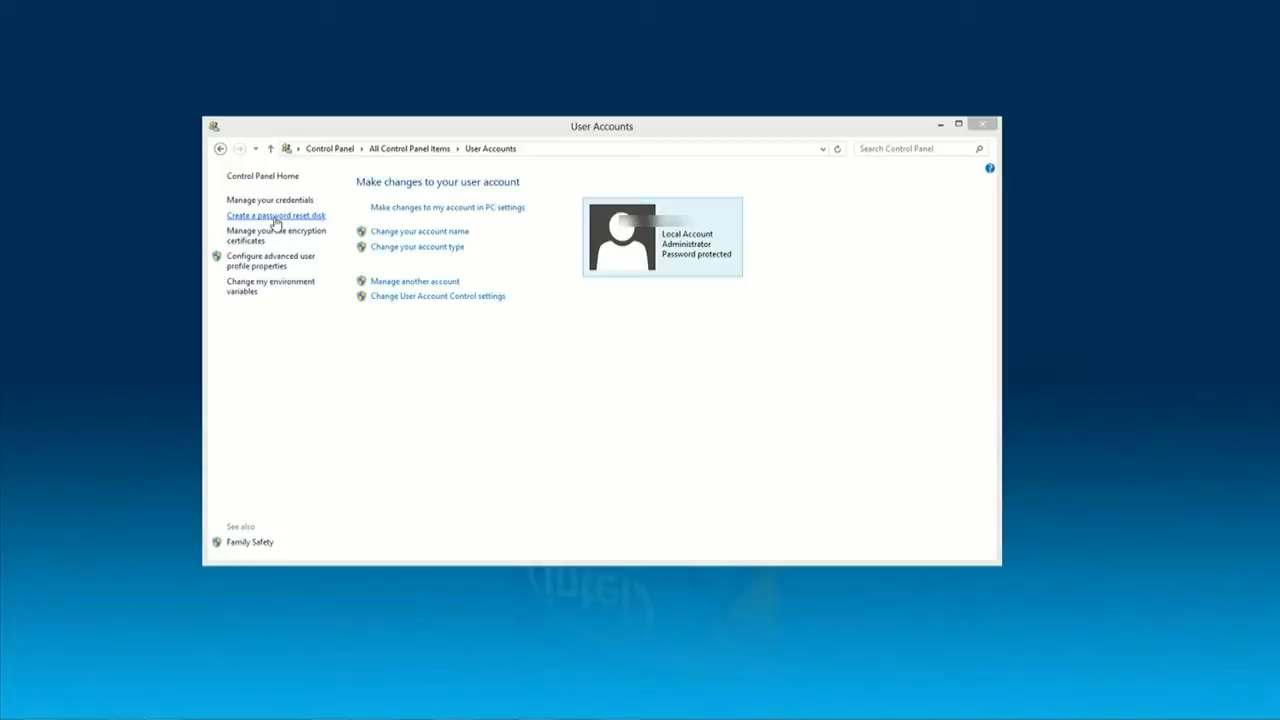 User Accounts
Control Panel › All Control Panel Items › User Accounts
Search Control Panel
Control Panel Home
Manage your credentials
Create a password reset disk
Manage your encryption
certificates
Configure advanced user
profile properties
Change my environment
variables
See also
Family Safety
Make changes to your user account
Make changes to my account in PC settings
Change your account name
Change your account type
Manage another account
Change User Account Control settings
Local Account
Administrator
Password protected
(intel)